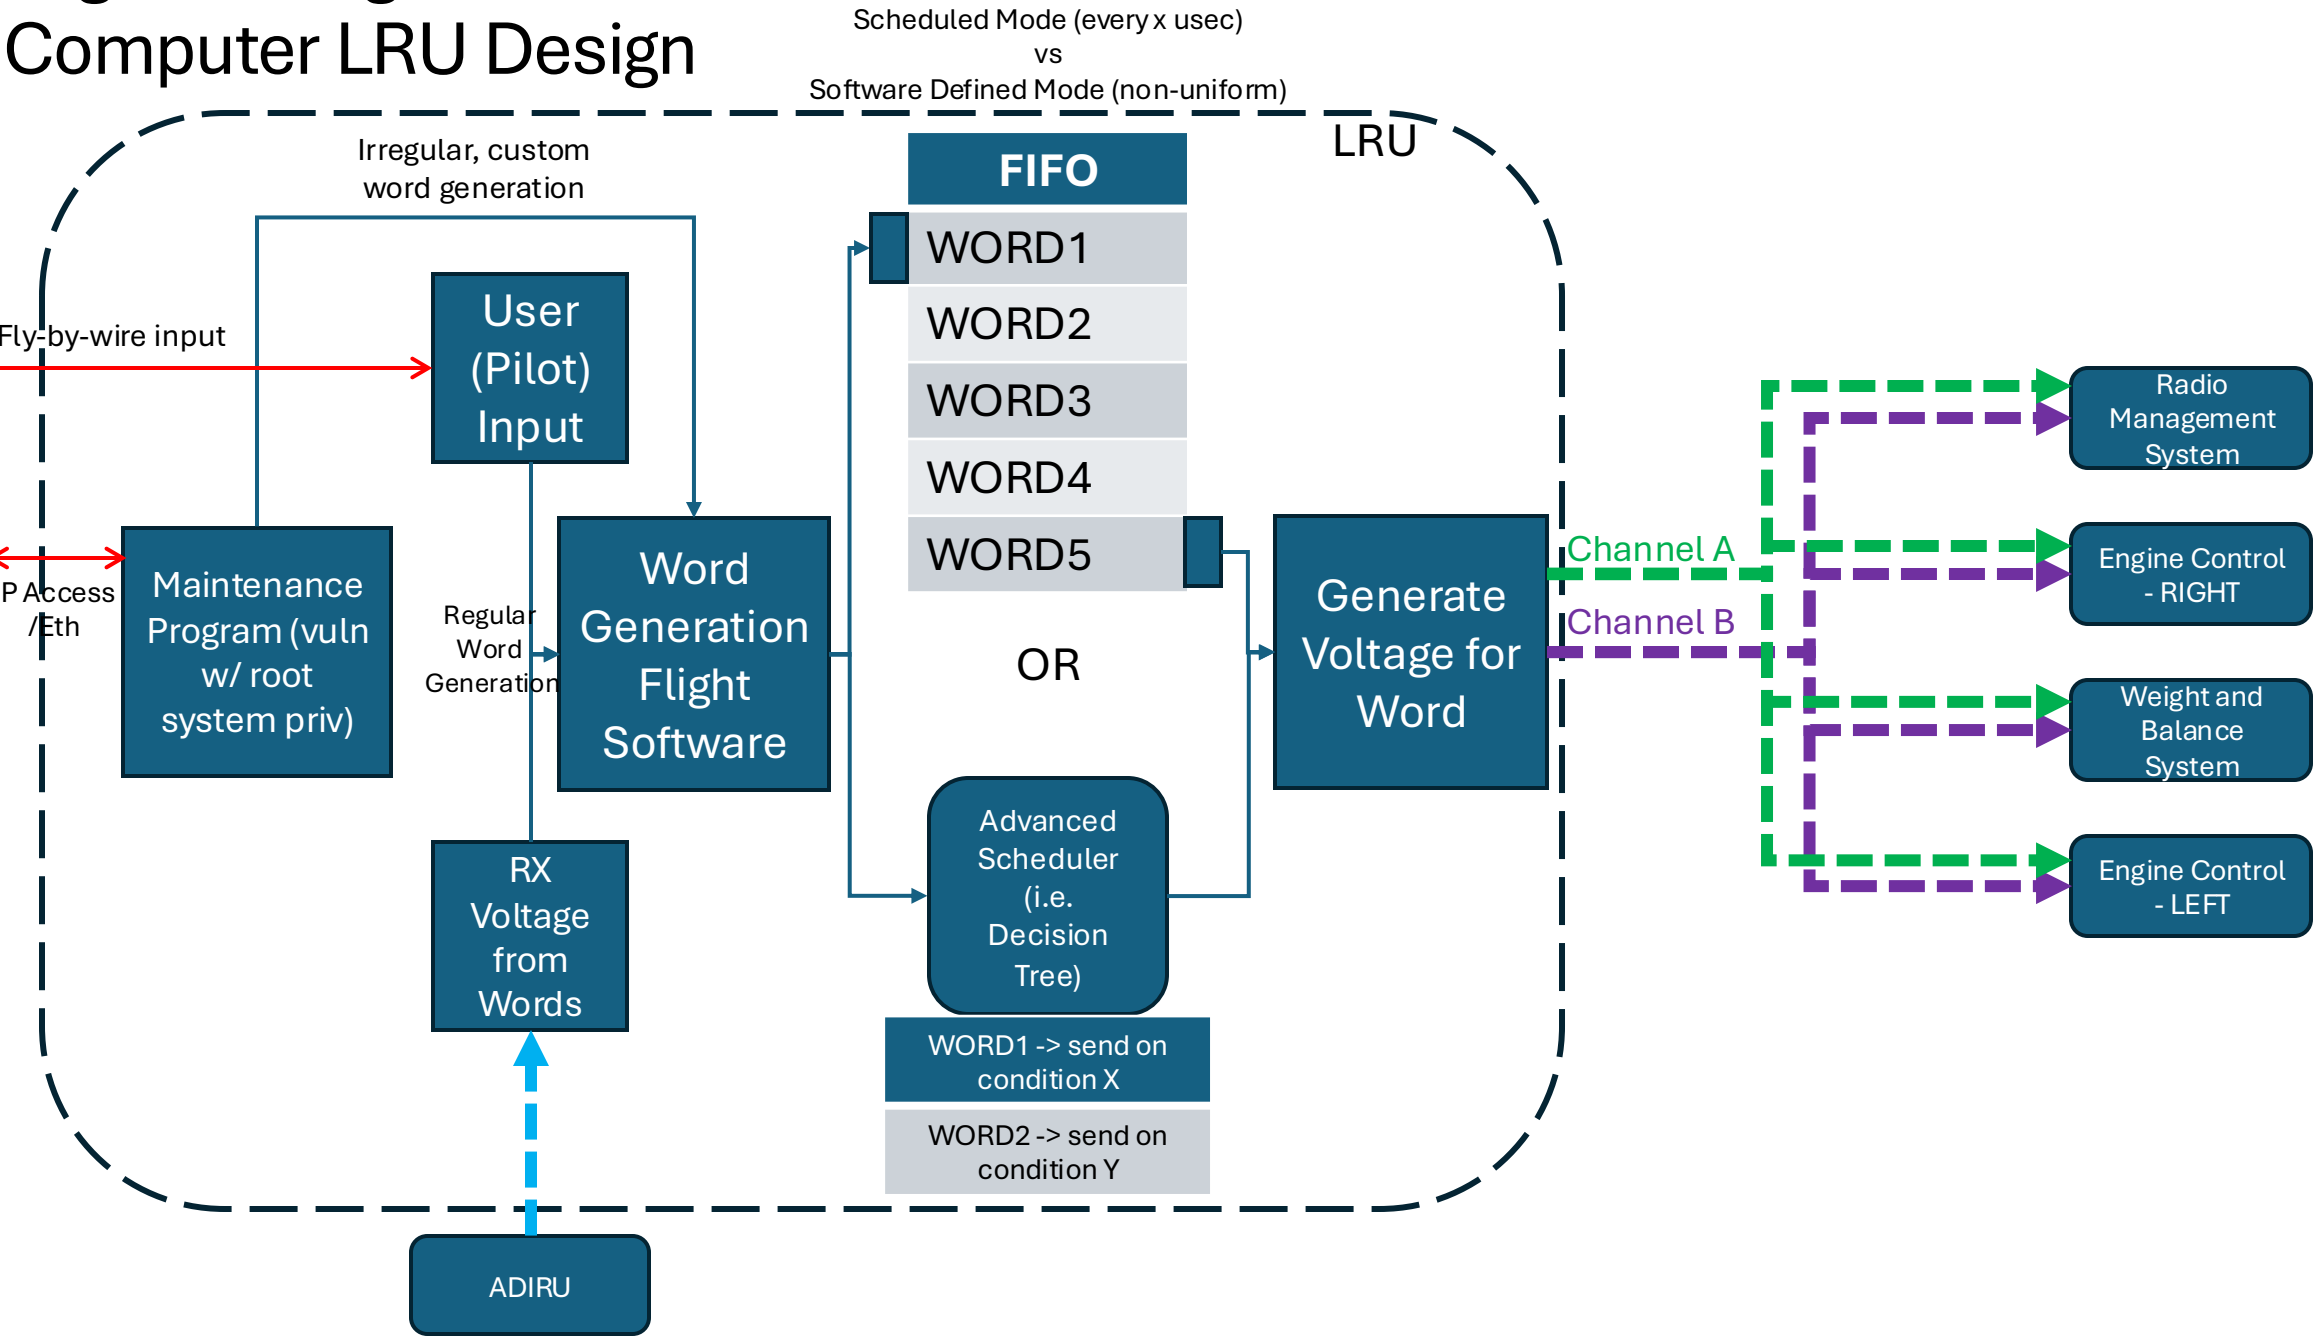 Computer LRU Design
Scheduled Mode (every x usec)
vs
Software Defined Mode (non-uniform)
LRU
Irregular, custom
word generation
FIFO
WORD1
WORD2
WORD3
WORD4
WORD5
OR
User
(Pilot)
Input
Fly-by-wire input
P Access
/Eth
Maintenance
Program (vuln
w/ root
system priv)
Regular
Word
Generation
Word
Generation
Flight
Software
Generate
Voltage for
Word
Channel A
Channel B
Radio
Management
System
Engine Control
- RIGHT
Weight and
Balance
System
Engine Control
- LEFT
RX
Voltage
from
Words
Advanced
Scheduler
(i.e.
Decision
Tree)
WORD1 -> send on
condition X
WORD2 -> send on
condition Y
ADIRU